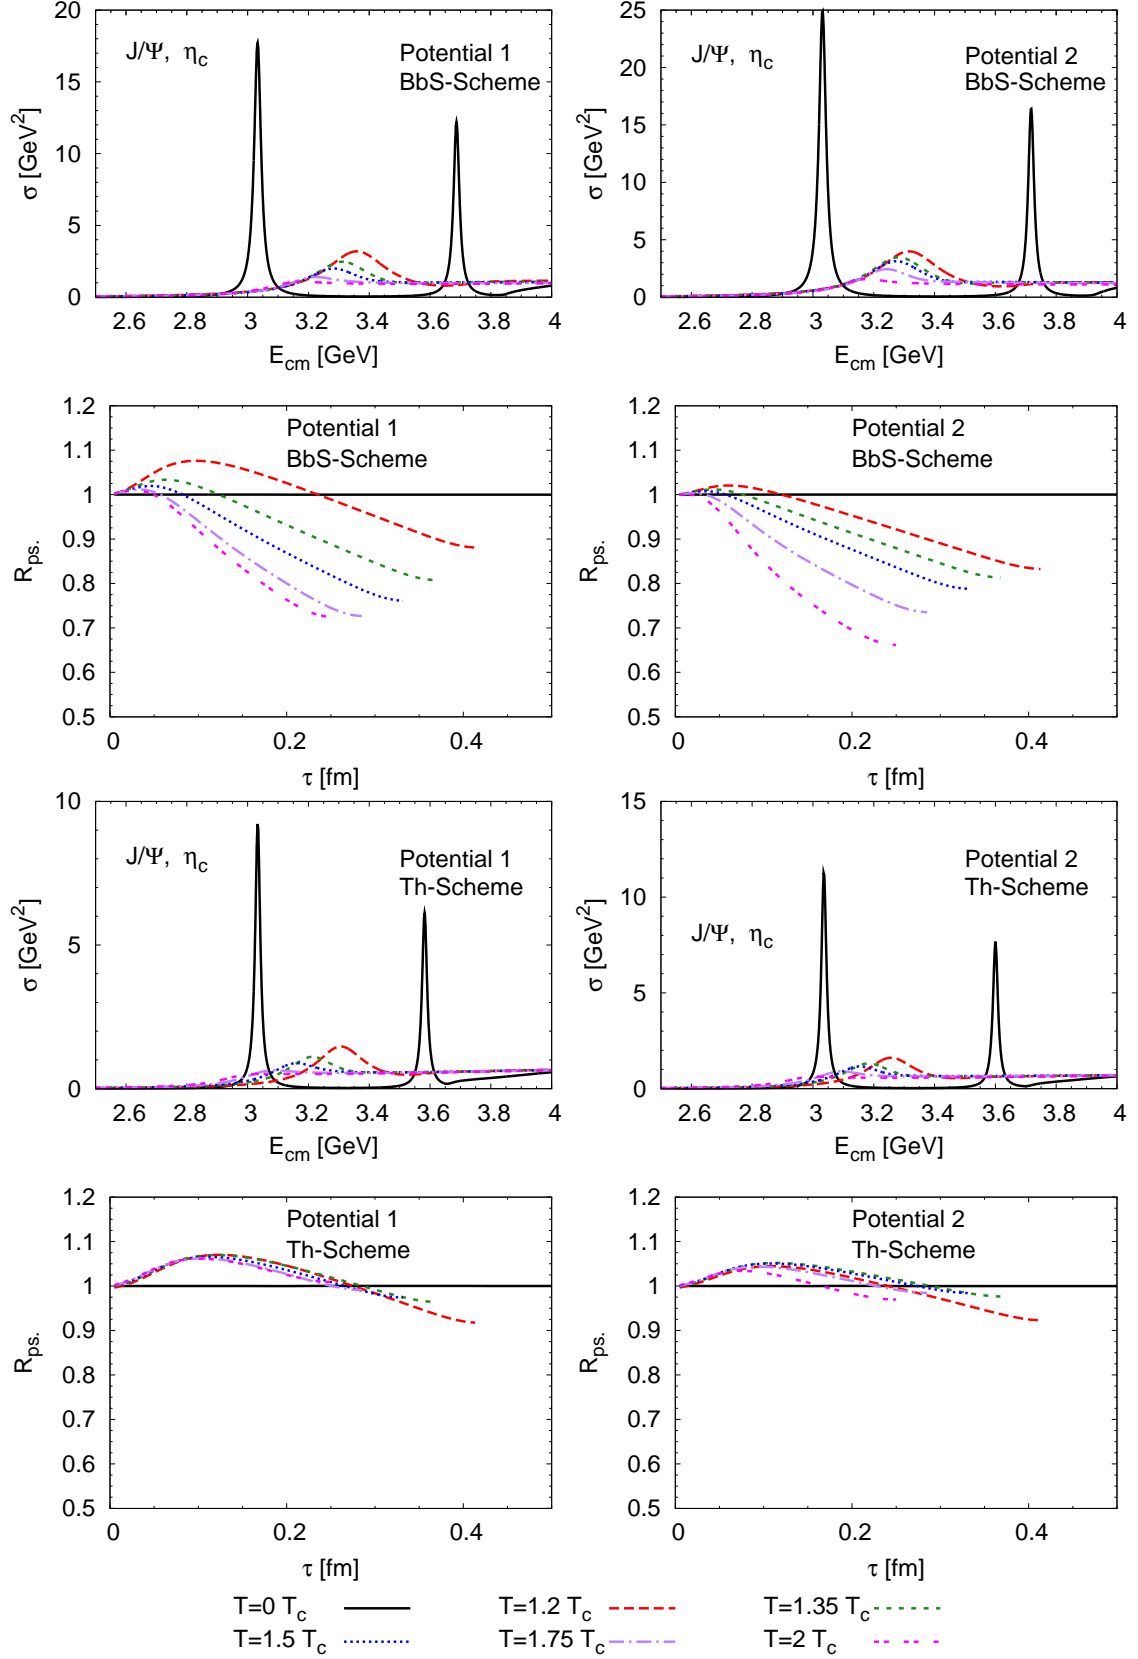 20
15
10
5
0
σ [GeV²]
J/Ψ, η_c
Potential 1
BbS-Scheme
2.6 2.8 3 3.2 3.4 3.6 3.8 4
E_cm [GeV]
25
20
15
10
5
0
σ [GeV²]
J/Ψ, η_c
Potential 2
BbS-Scheme
2.6 2.8 3 3.2 3.4 3.6 3.8 4
E_cm [GeV]
1.2
1.1
1
0.9
0.8
0.7
0.6
0.5
R_ps.
Potential 1
BbS-Scheme
0 0.2 0.4
τ [fm]
1.2
1.1
1
0.9
0.8
0.7
0.6
0.5
R_ps.
Potential 2
BbS-Scheme
0 0.2 0.4
τ [fm]
10
5
0
σ [GeV²]
J/Ψ, η_c
Potential 1
Th-Scheme
2.6 2.8 3 3.2 3.4 3.6 3.8 4
E_cm [GeV]
15
10
5
0
σ [GeV²]
J/Ψ, η_c
Potential 2
Th-Scheme
2.6 2.8 3 3.2 3.4 3.6 3.8 4
E_cm [GeV]
1.2
1.1
1
0.9
0.8
0.7
0.6
0.5
R_ps.
Potential 1
Th-Scheme
0 0.2 0.4
τ [fm]
1.2
1.1
1
0.9
0.8
0.7
0.6
0.5
R_ps.
Potential 2
Th-Scheme
0 0.2 0.4
τ [fm]
T=0 T_c T=1.2 T_c T=1.35 T_c
T=1.5 T_c T=1.75 T_c T=2 T_c